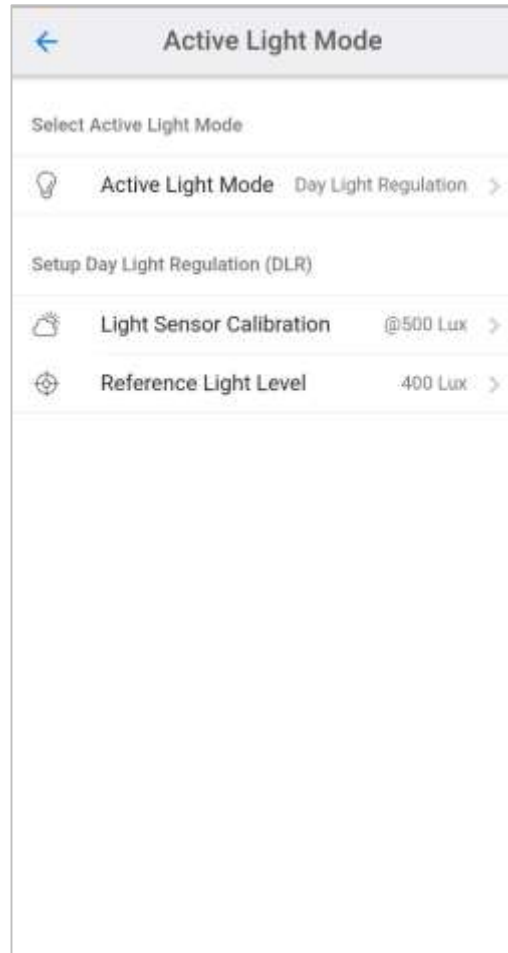 Active Light Mode
Select Active Light Mode
Active Light Mode Day Light Regulation
Setup Day Light Regulation (DLR)
Light Sensor Calibration @500 Lux
Reference Light Level 400 Lux